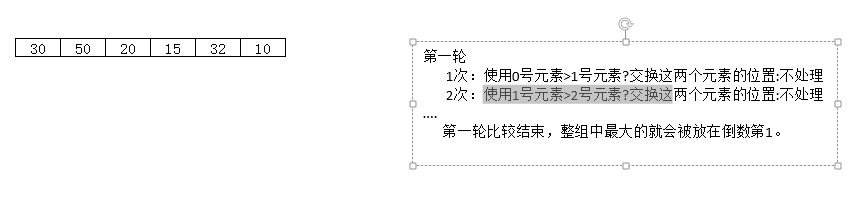 30 50 20 15 32 10
第一轮
1次：使用0号元素>1号元素?交换这两个元素的位置:不处理
2次：使用1号元素>2号元素?交换这两个元素的位置:不处理
....
第一轮比较结束，整组中最大的就会被放在倒数第1。